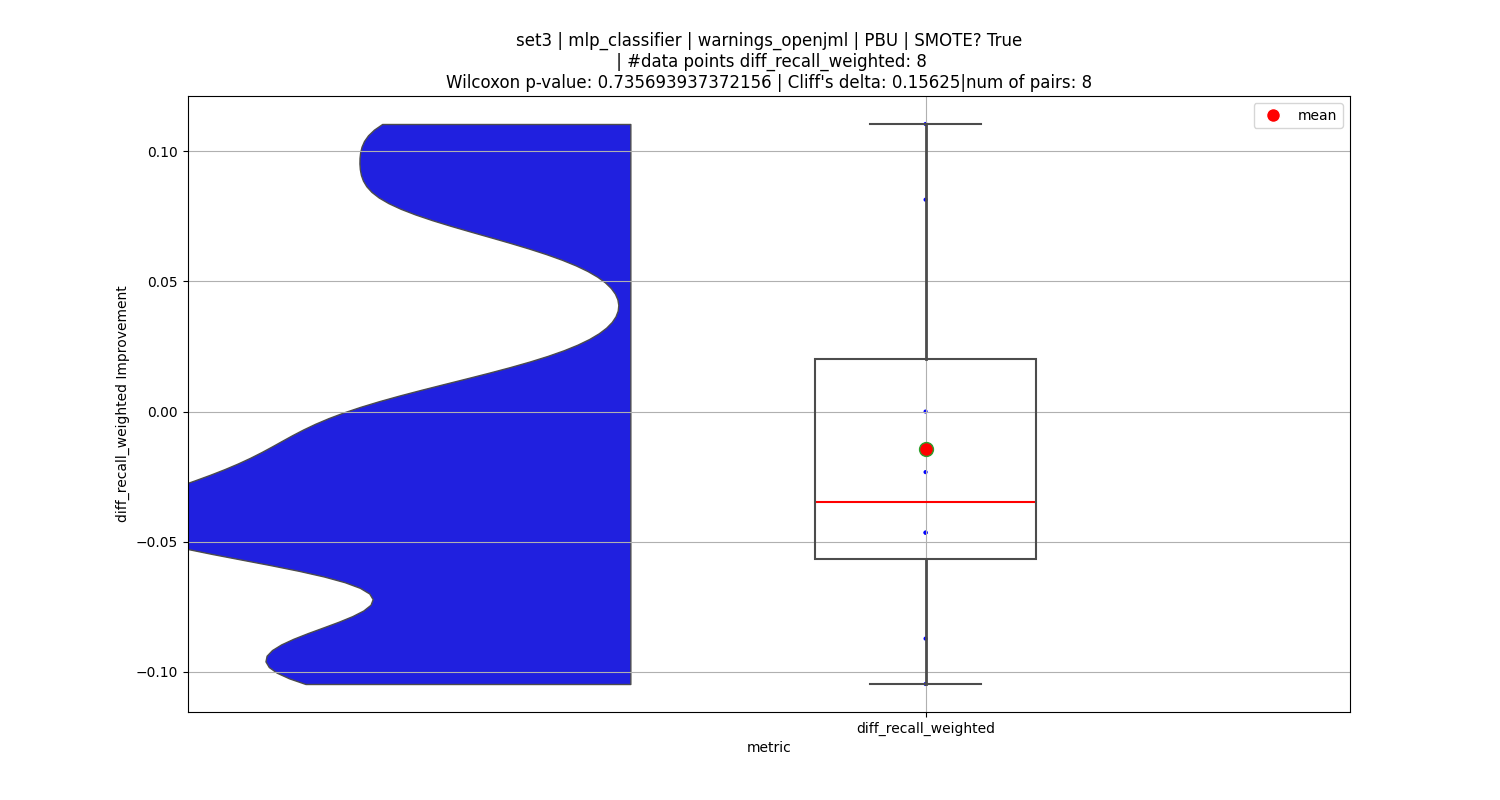 set3 | mlp_classifier | warnings_openjml | PBU | SMOTE? True
| #data points diff_recall_weighted: 8
Wilcoxon p-value: 0.735693937372156 | Cliff's delta: 0.15625|num of pairs: 8
mean
0.10
0.05
0.00
−0.05
−0.10
diff_recall_weighted Improvement
diff_recall_weighted
metric